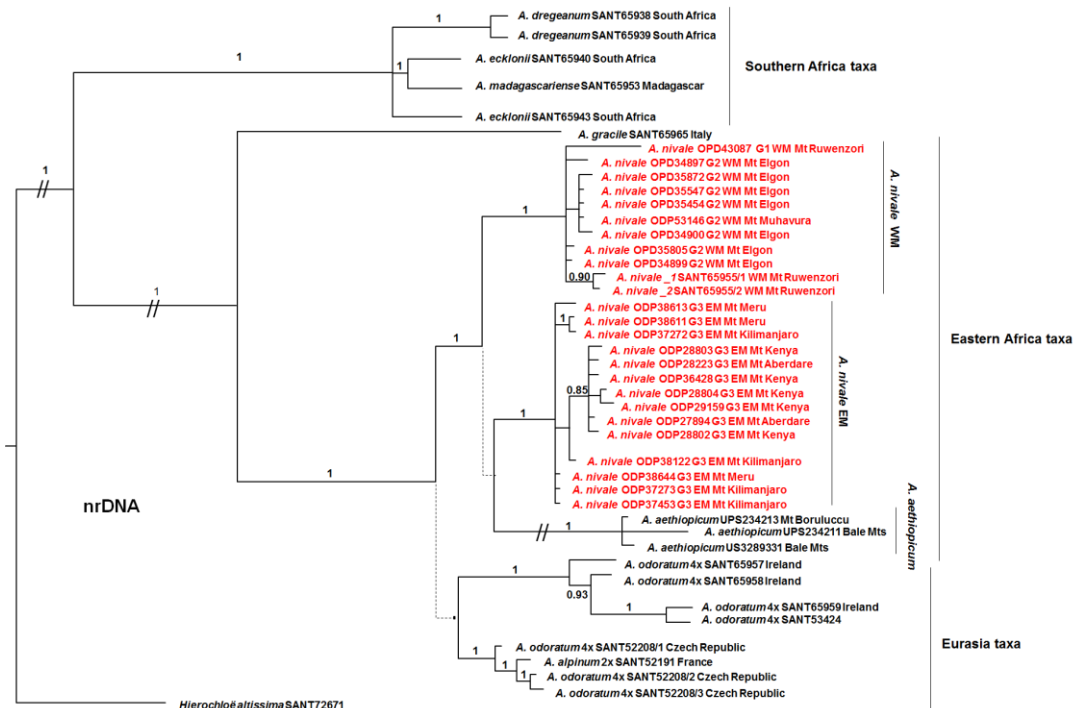 A. dregeanum SANT65938 South Africa
1
A. dregeanum SANT65939 South Africa
1
A. ecklonii SANT65940 South Africa
1
Southern Africa taxa
A. madagascariense SANT65953 Madagascar
A. ecklonii SANT65943 South Africa
A. gracile SANT65965 Italy
A. nivale OPD43087 G1 WM Mt Ruwenzori
A. nivale OPD34897 G2 WM Mt Elgon
1
A. nivale OPD35872 G2 WM Mt Elgon
A. nivale OPD35547 G2 WM Mt Elgon
A. nivale OPD35454 G2 WM Mt Elgon
1
A. nivale ODP53146 G2 WM Mt Muhavura
A. nivale ODP34900 G2 WM Mt Elgon
A. nivale WM
A. nivale OPD35805 G2 WM Mt Elgon
A. nivale OPD34899 G2 WM Mt Elgon
0.90
A. nivale _1 SANT65955/1 WM Mt Ruwenzori
A. nivale _2 SANT65955/2 WM Mt Ruwenzori
1
A. nivale ODP38613 G3 EM Mt Meru
1
A. nivale ODP38611 G3 EM Mt Meru
A. nivale ODP37272 G3 EM Mt Kilimanjaro
1
Eastern Africa taxa
A. nivale ODP28803 G3 EM Mt Kenya
A. nivale ODP28223 G3 EM Mt Aberdare
A. nivale ODP36428 G3 EM Mt Kenya
0.85
A. nivale ODP28804 G3 EM Mt Kenya
A. nivale EM
A. nivale ODP29159 G3 EM Mt Kenya
1
A. nivale ODP27894 G3 EM Mt Aberdare
A. nivale ODP28802 G3 EM Mt Kenya
A. nivale ODP38122 G3 EM Mt Kilimanjaro
1
A. nivale ODP38644 G3 EM Mt Meru
A. nivale ODP37273 G3 EM Mt Kilimanjaro
A. nivale ODP37453 G3 EM Mt Kilimanjaro
nrDNA
A. aethiopicum UPS234213 Mt Boruluccu
1
A. aethiopicum UPS234211 Bale Mts
A. aethiopicum US3289331 Bale Mts
A. aethiopicum
A. odoratum 4x SANT65957 Ireland
1
A. odoratum 4x SANT65958 Ireland
0.93
A. odoratum 4x SANT65959 Ireland
1
A. odoratum 4x SANT53424
Eurasia taxa
A. odoratum 4x SANT52208/1 Czech Republic
1
A. alpinum 2x SANT52191 France
1
A. odoratum 4x SANT52208/2 Czech Republic
1
A. odoratum 4x SANT52208/3 Czech Republic
Hierochloë altissima SANT72671